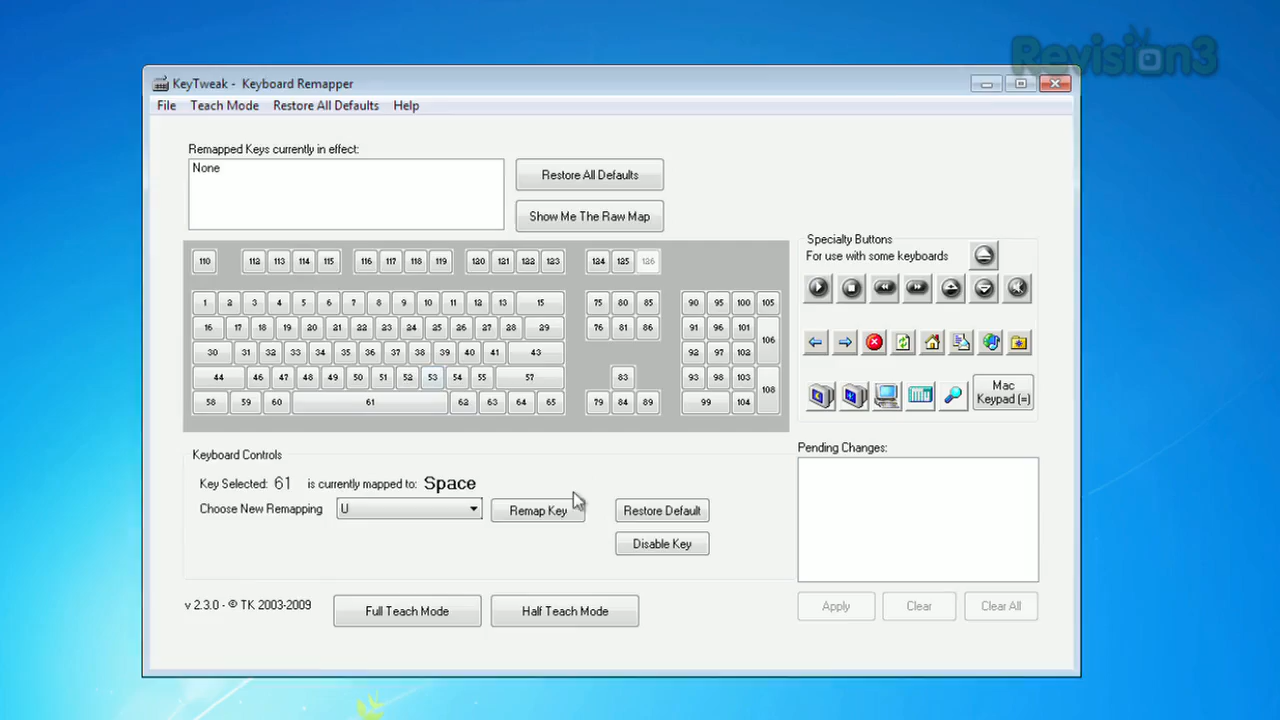 Revision3
KeyTweak - Keyboard Remapper
File Teach Mode Restore All Defaults Help
Remapped Keys currently in effect:
None
Restore All Defaults
Show Me The Raw Map
Specialty Buttons
For use with some keyboards
110 112 113 114 115 116 117 118 119 120 121 122 123 124 125 126
1 2 3 4 5 6 7 8 9 10 11 12 13 15 75 80 85 90 95 100 105
16 17 18 19 20 21 22 23 24 25 26 27 28 29 76 81 86 91 96 101
106
30 31 32 33 34 35 36 37 38 39 40 41 43 92 97 102
44 46 47 48 49 50 51 52 53 54 55 57 83 93 98 103
108
58 59 60 61 62 63 64 65 79 84 89 99 104
Mac
Keypad (=)
Keyboard Controls
Key Selected: 61 is currently mapped to: Space
Choose New Remapping U Remap Key Restore Default
Disable Key
Pending Changes:
v 2.3.0 - © TK 2003-2009 Full Teach Mode Half Teach Mode
Apply Clear Clear All